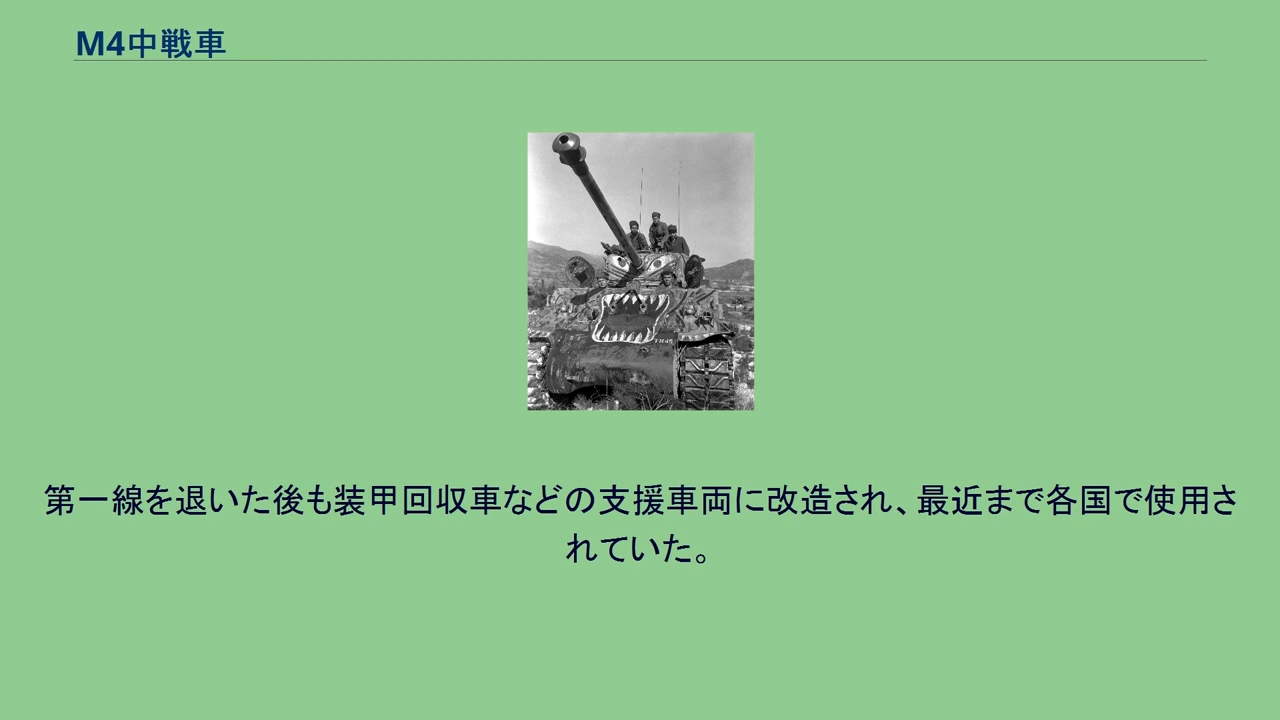 M4中戦車
第一線を退いた後も装甲回収車などの支援車両に改造され、最近まで各国で使用さ
れていた。